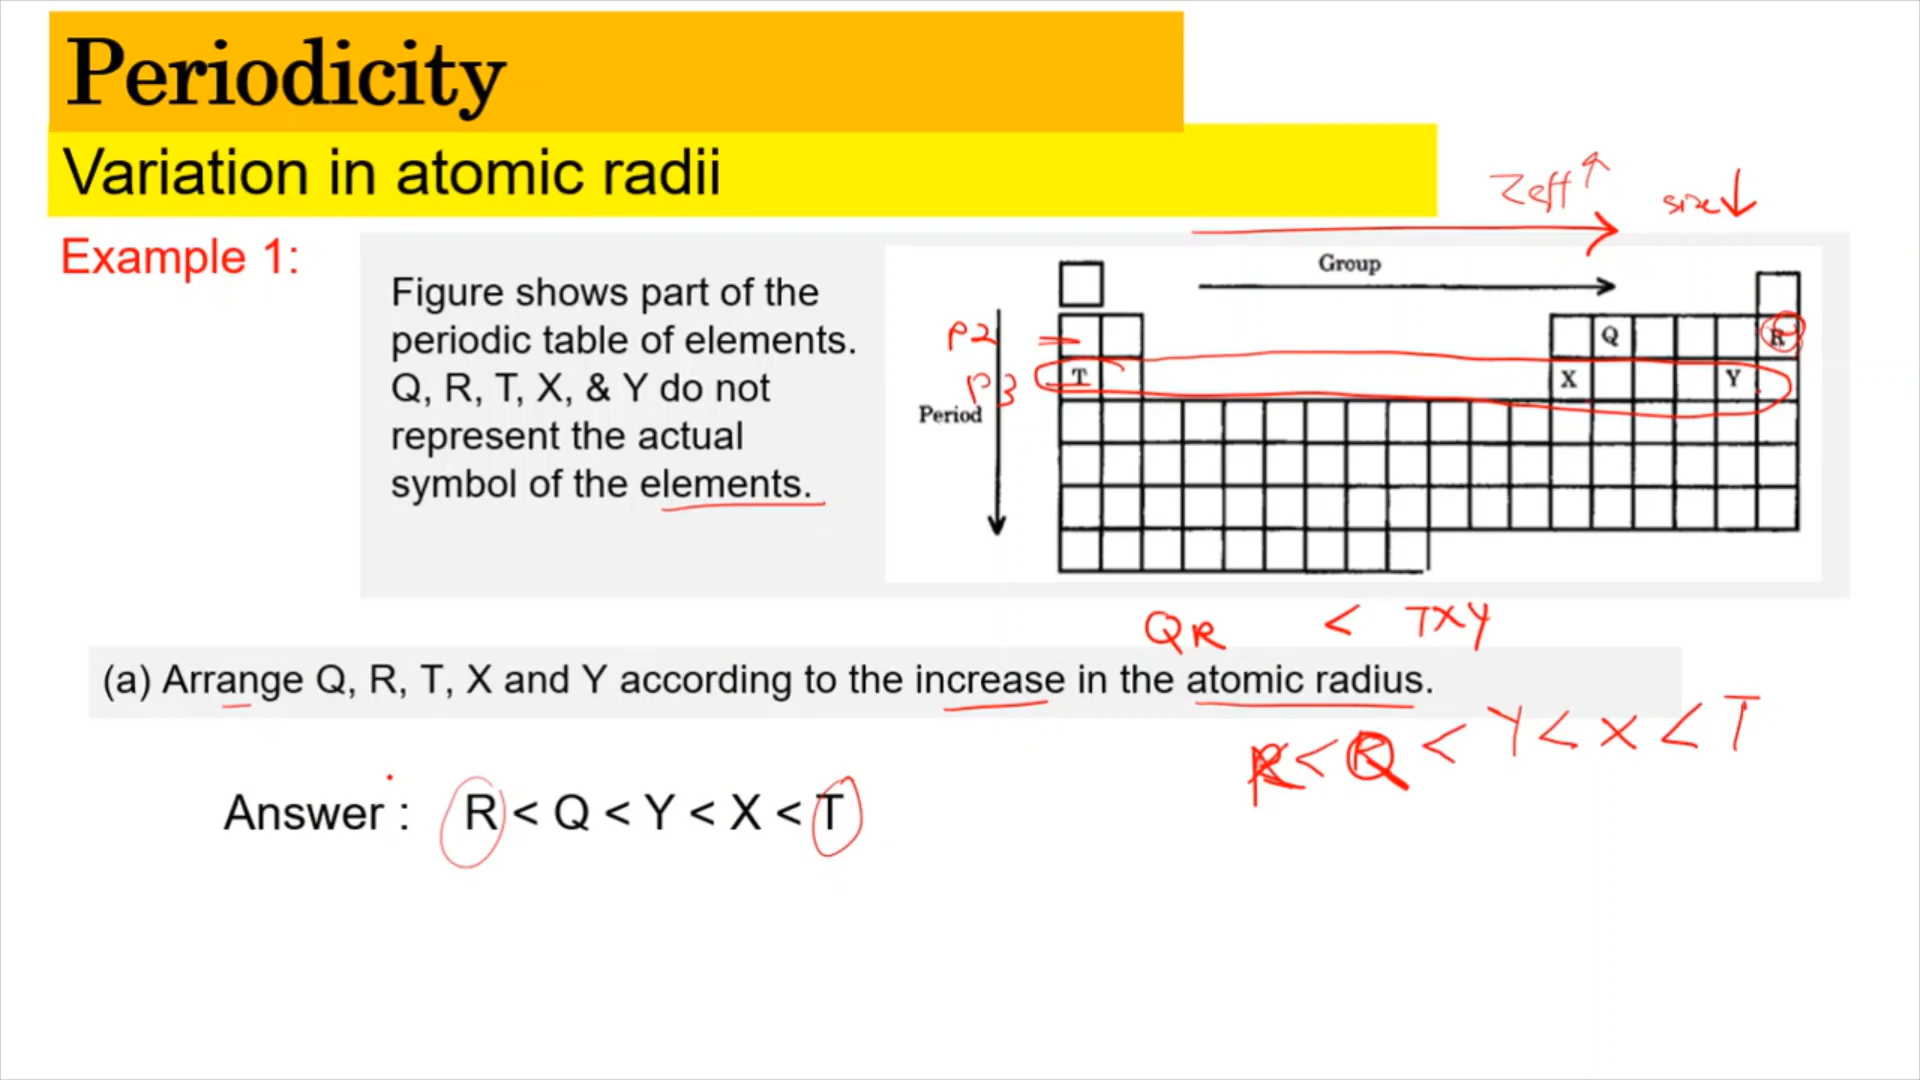 Periodicity
Variation in atomic radii
Zeff ↑ size ↓
Example 1:
Figure shows part of the
periodic table of elements.
Q, R, T, X, & Y do not
represent the actual
symbol of the elements.
Group
P2
Q R
P3
T X Y
Period
QR < TXY
(a) Arrange Q, R, T, X and Y according to the increase in the atomic radius.
R < Q < Y < X < T
Answer : R < Q < Y < X < T